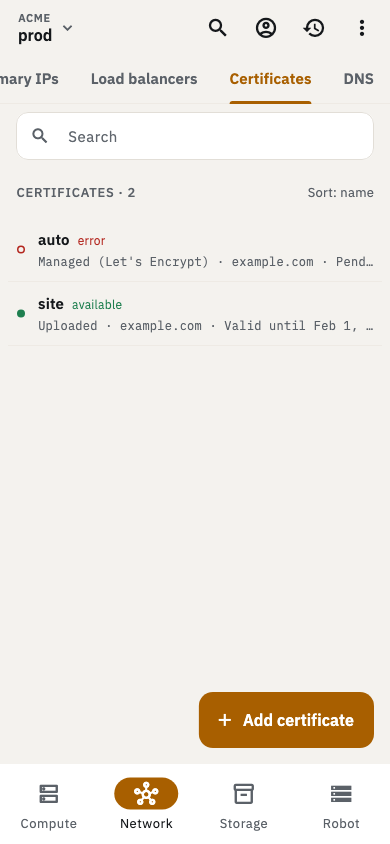 ACME
prod
mary IPs Load balancers Certificates DNS
Search
CERTIFICATES · 2 Sort: name
auto error
Managed (Let's Encrypt) · example.com · Pend…
site available
Uploaded · example.com · Valid until Feb 1, …
+ Add certificate
Compute Network Storage Robot